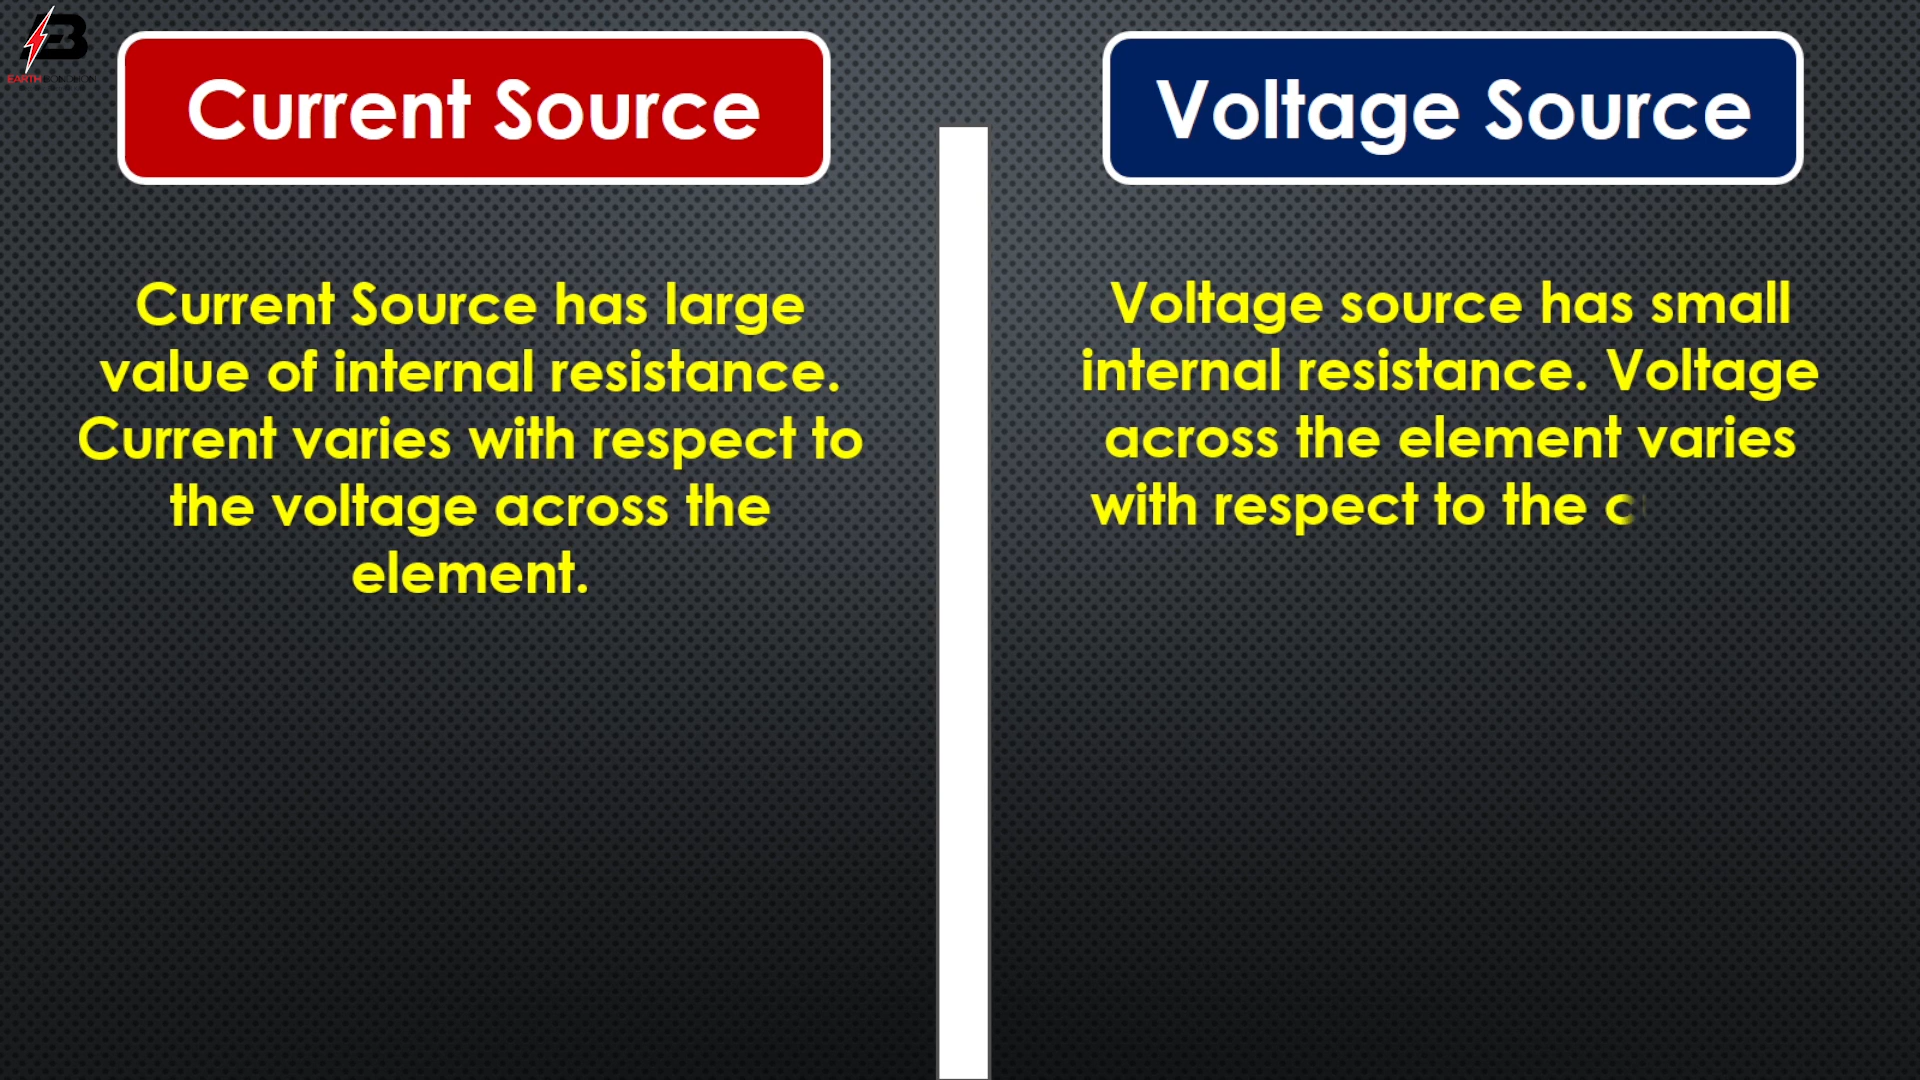 EARTH
Current Source
Current Source has large
value of internal resistance.
Current varies with respect to
the voltage across the
element.
Voltage Source
Voltage source has small
internal resistance. Voltage
across the element varies
with respect to the